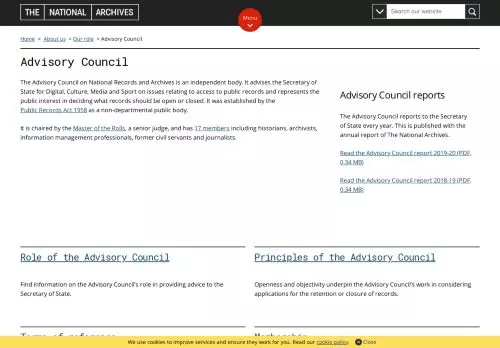 THE NATIONAL ARCHIVES
Menu
Search our website
Home > About us > Our role > Advisory Council
Advisory Council
The Advisory Council on National Records and Archives is an independent body. It advises the Secretary of
State for Digital, Culture, Media and Sport on issues relating to access to public records and represents the
public interest in deciding what records should be open or closed. It was established by the
Public Records Act 1958 as a non-departmental public body.
It is chaired by the Master of the Rolls, a senior judge, and has 17 members including historians, archivists,
information management professionals, former civil servants and journalists.
Advisory Council reports
The Advisory Council reports to the Secretary
of State every year. This is published with the
annual report of The National Archives.
Read the Advisory Council report 2019-20 (PDF,
0.34 MB)
Read the Advisory Council report 2018-19 (PDF,
0.34 MB)
Role of the Advisory Council
Find information on the Advisory Council's role in providing advice to the
Secretary of State.
Principles of the Advisory Council
Openness and objectivity underpin the Advisory Council's work in considering
applications for the retention or closure of records.
Terms of reference
Membership
We use cookies to improve services and ensure they work for you. Read our cookie policy. Close